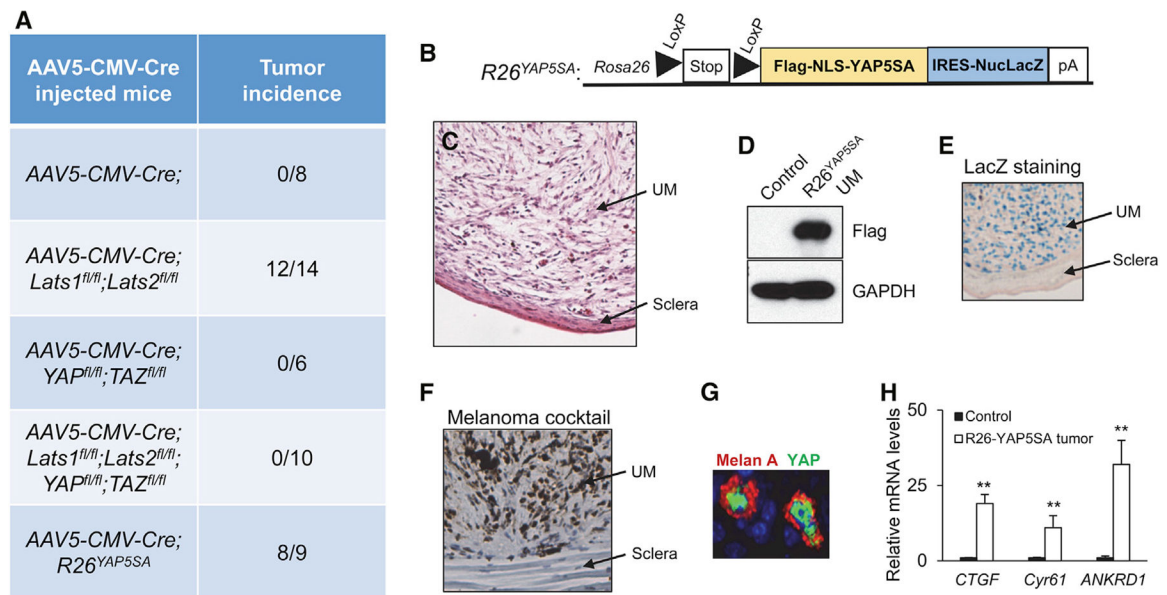 A
AAV5-CMV-Cre
injected mice
Tumor
incidence
AAV5-CMV-Cre;
0/8
AAV5-CMV-Cre;
Lats1fl/fl;Lats2fl/fl
12/14
AAV5-CMV-Cre;
YAPfl/fl;TAZfl/fl
0/6
AAV5-CMV-Cre;
Lats1fl/fl;Lats2fl/fl;
YAPfl/fl;TAZfl/fl
0/10
AAV5-CMV-Cre;
R26YAP5SA
8/9
B
R26YAP5SA:
Rosa26
LoxP
Stop
LoxP
Flag-NLS-YAP5SA
IRES-NucLacZ
pA
C
UM
Sclera
D
Control
R26YAP5SA
UM
Flag
GAPDH
E
LacZ staining
UM
Sclera
F
Melanoma cocktail
UM
Sclera
G
Melan A YAP
H
Relative mRNA levels
50
25
0
Control
R26-YAP5SA tumor
**
**
**
CTGF
Cyr61
ANKRD1